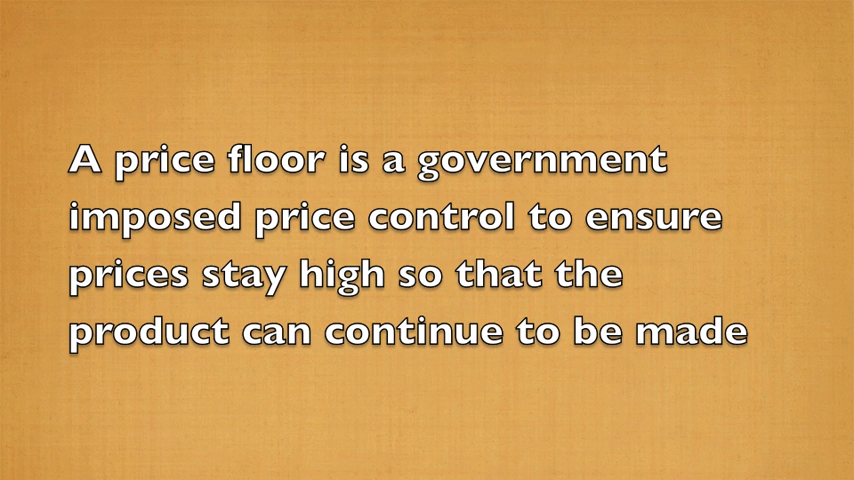 A price floor is a government
imposed price control to ensure
prices stay high so that the
product can continue to be made